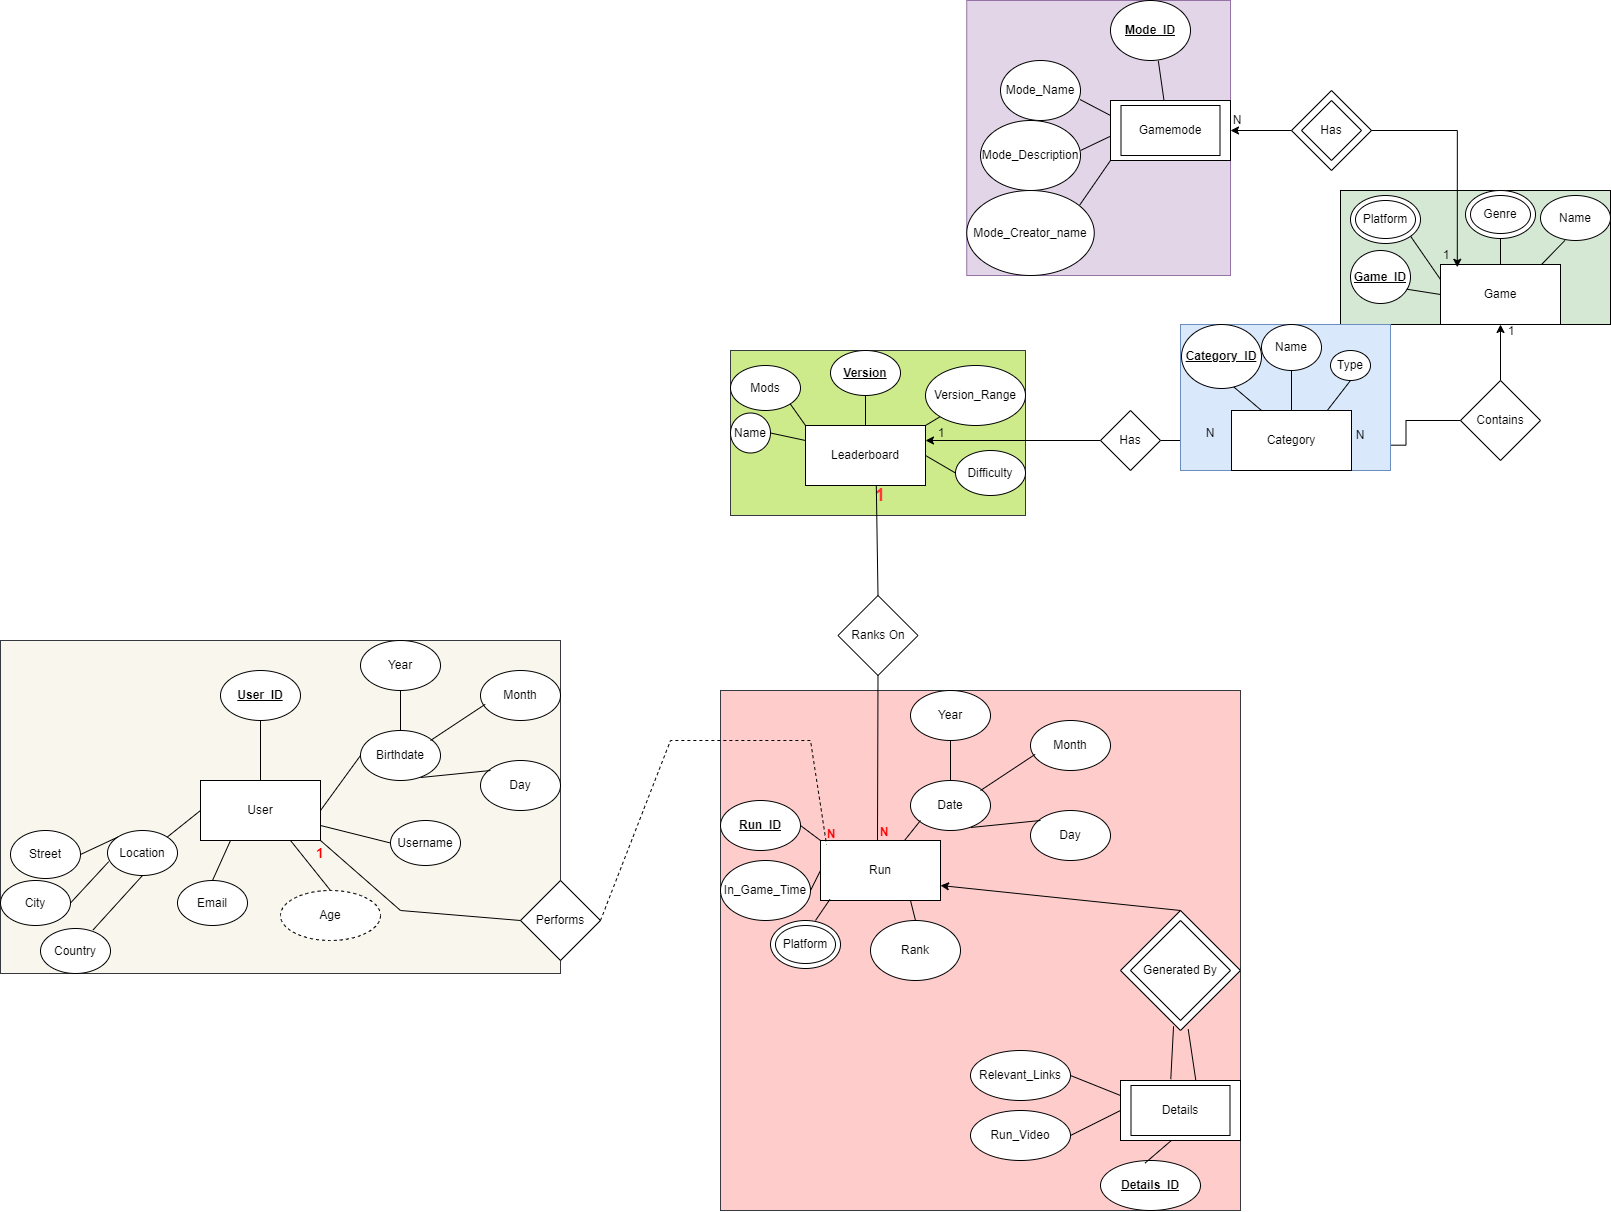 Mode_ID
Mode_Name
Mode_Description
Mode_Creator_name
Gamemode
N
Has
Platform
Genre
Name
Game_ID
1
Game
1
Contains
Category_ID
Name
Type
N
Category
N
Has
Mods
Version
Version_Range
Name
1
Leaderboard
Difficulty
1
Ranks On
User_ID
Year
Month
Birthdate
Day
User
Username
1
Street
Location
City
Email
Age
Country
Performs
Year
Month
Date
Day
Run_ID
N
N
Run
In_Game_Time
Platform
Rank
Generated By
Relevant_Links
Run_Video
Details
Details_ID